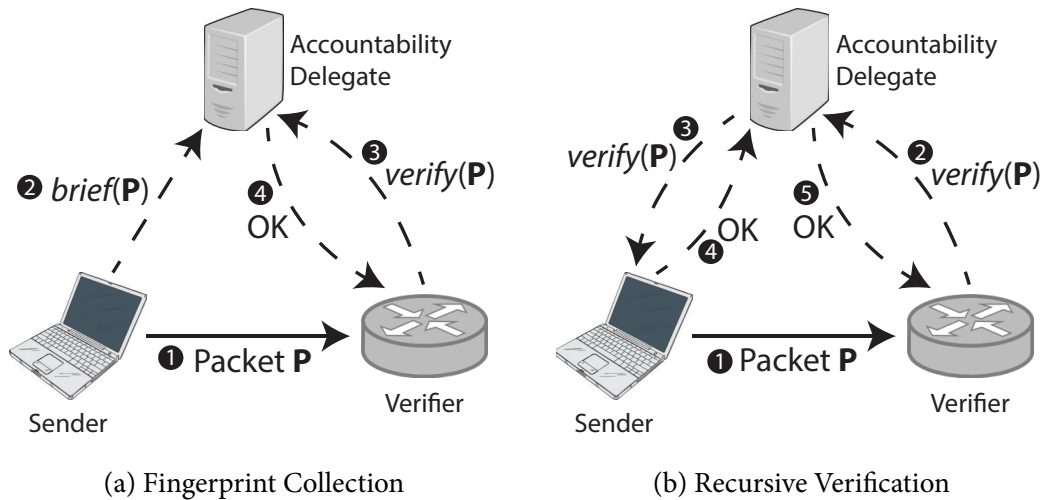 Accountability
Delegate
❷ brief(P)
❸
verify(P)
❹
OK
❶ Packet P
Sender
Verifier
(a) Fingerprint Collection
Accountability
Delegate
verify(P) ❸
❷
verify(P)
❹ OK
❺
OK
❶ Packet P
Sender
Verifier
(b) Recursive Verification